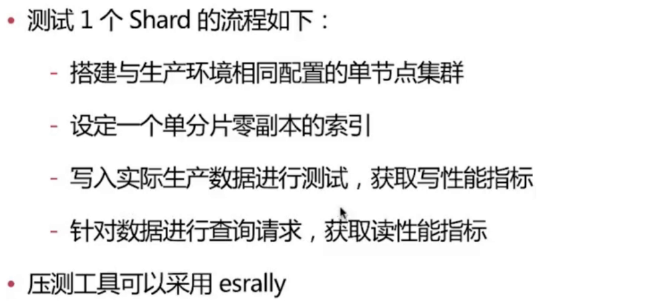 • 测试 1 个 Shard 的流程如下：
- 搭建与生产环境相同配置的单节点集群
- 设定一个单分片零副本的索引
- 写入实际生产数据进行测试，获取写性能指标
- 针对数据进行查询请求，获取读性能指标
• 压测工具可以采用 esrally